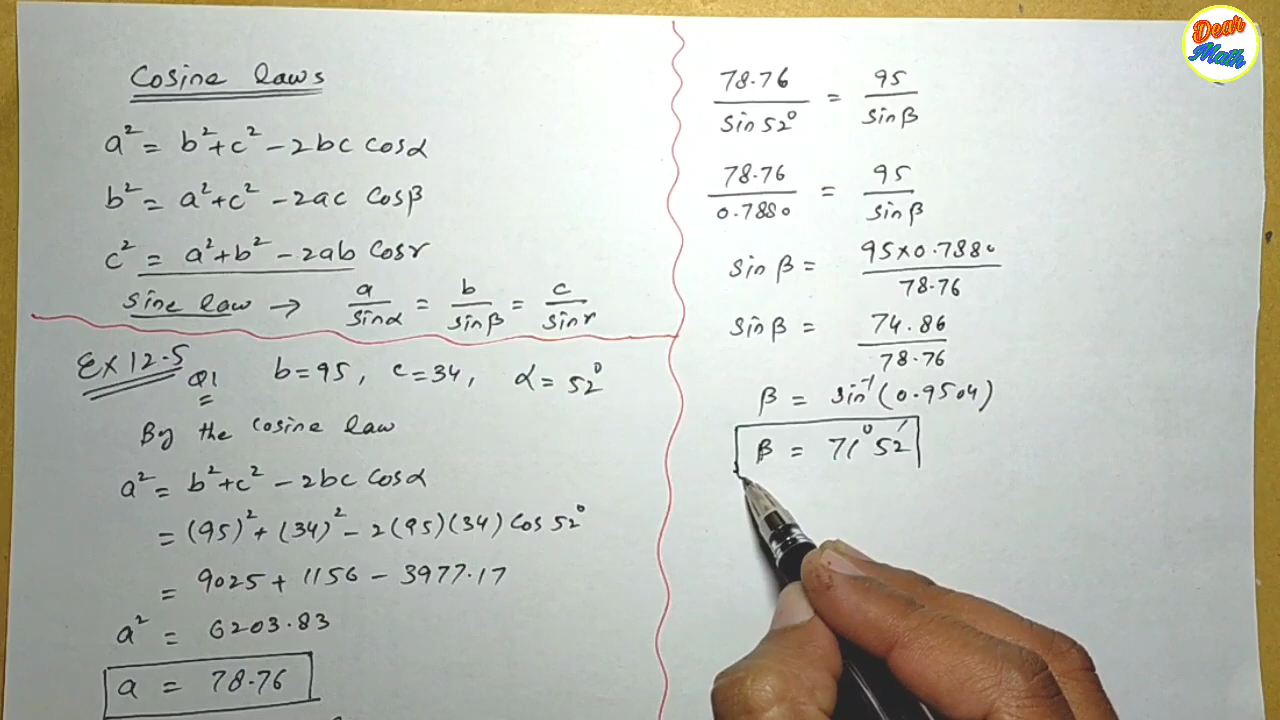 Cosine laws
a² = b² + c² - 2bc cosα
b² = a² + c² - 2ac cosβ
c² = a² + b² - 2ab cosr
sine law → a/sinα = b/sinβ = c/sinr
Ex 12.5
Q1 b=95, c=34, α=52°
By the cosine law
a² = b² + c² - 2bc cosα
= (95)² + (34)² - 2(95)(34) cos 52°
= 9025 + 1156 - 3977.17
a² = 6203.83
a = 78.76
78.76/sin52° = 95/sinβ
78.76/0.7880 = 95/sinβ
sinβ = 95×0.7880/78.76
sinβ = 74.86/78.76
β = sin⁻¹(0.9504)
β = 71°52′
Dear
Math